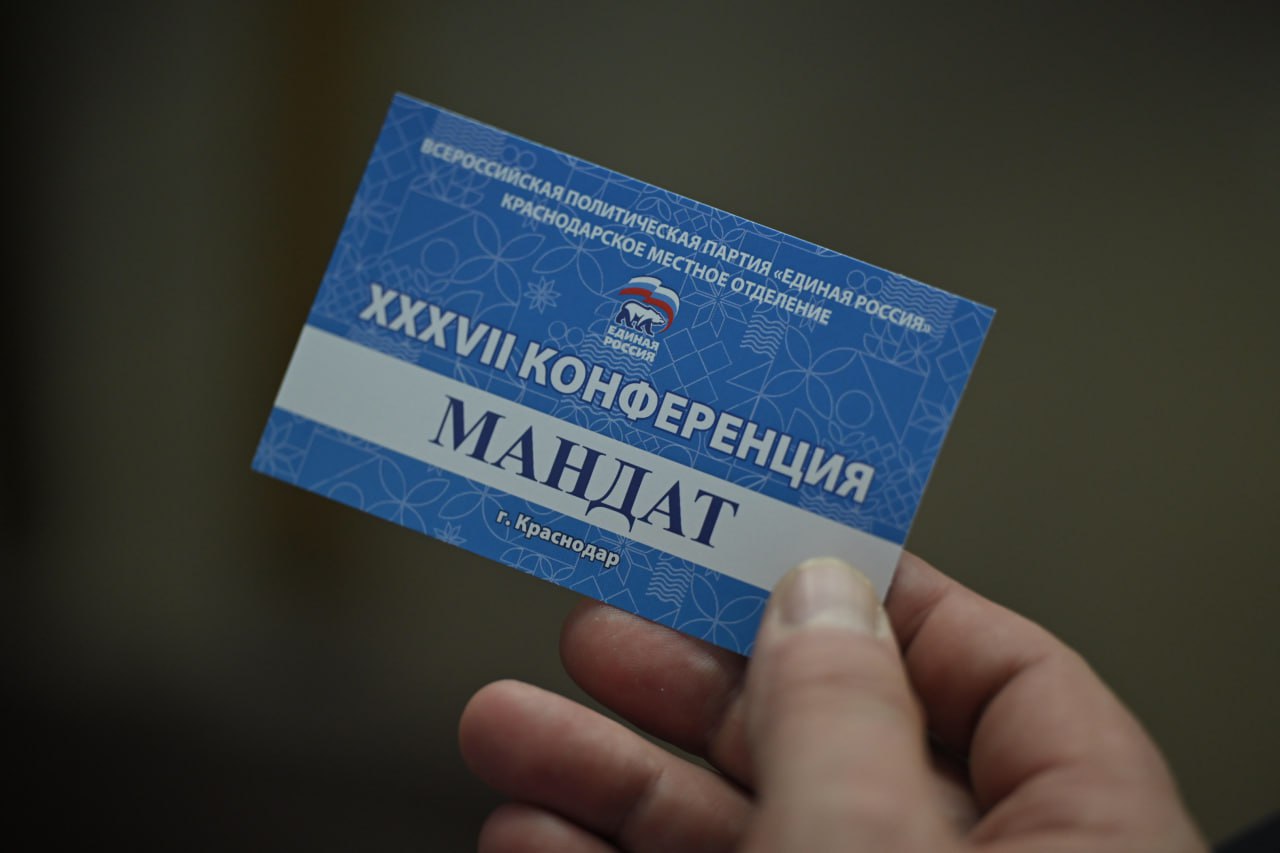 ВСЕРОССИЙСКАЯ ПОЛИТИЧЕСКАЯ ПАРТИЯ «ЕДИНАЯ РОССИЯ»
КРАСНОДАРСКОЕ МЕСТНОЕ ОТДЕЛЕНИЕ
ЕДИНАЯ
РОССИЯ
XXXVII КОНФЕРЕНЦИЯ
МАНДАТ
г. Краснодар